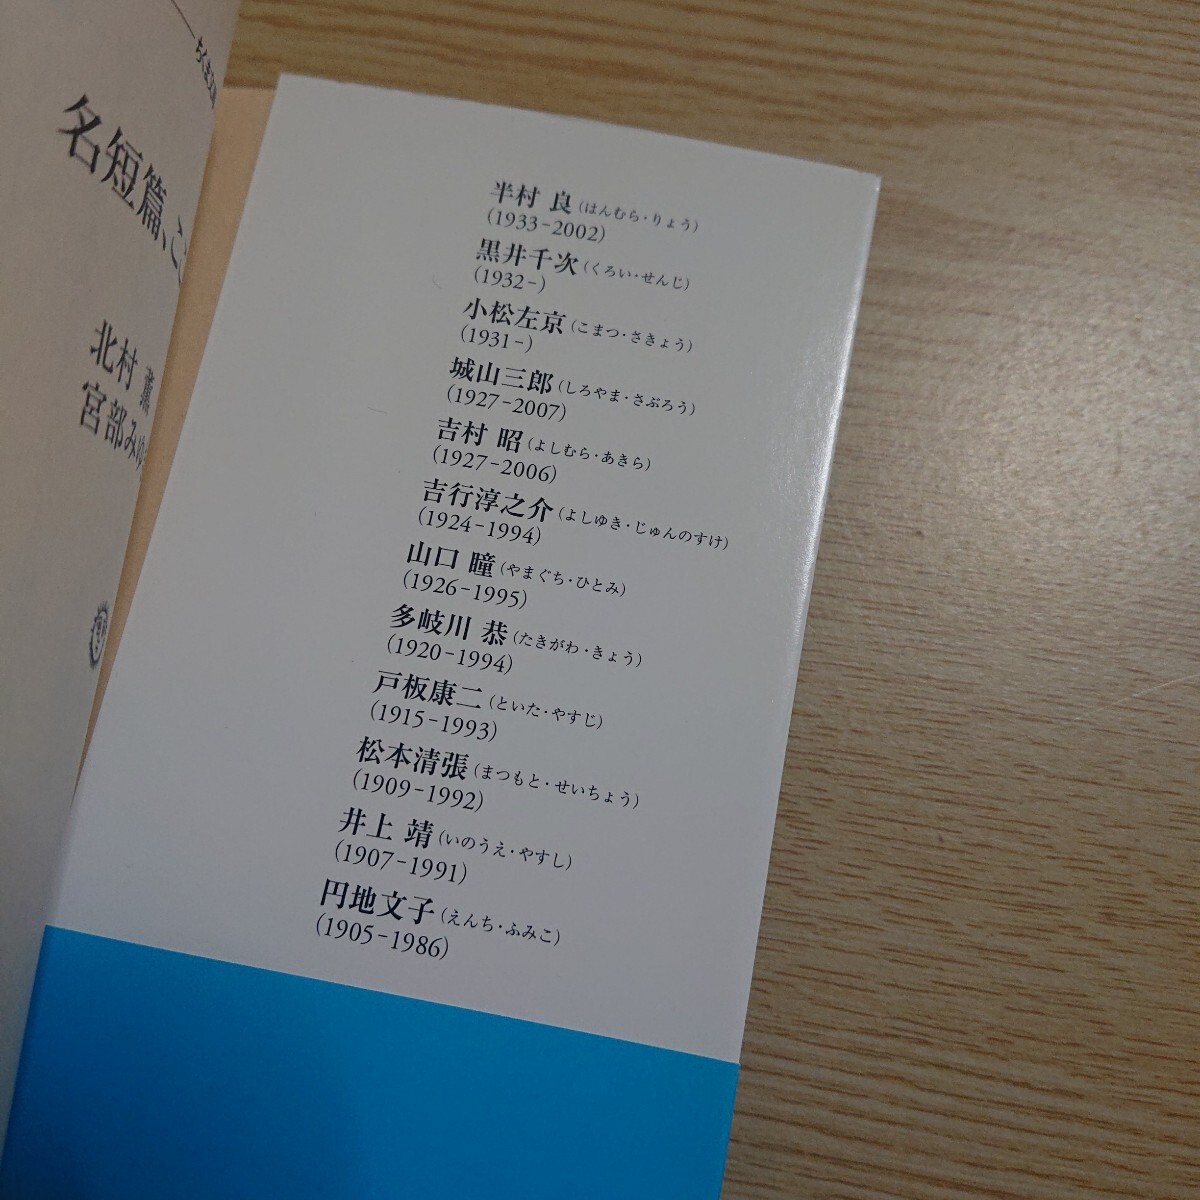 ちくま文庫
名短篇、こ
北村 薫
宮部みゆ
半村 良(はんむら・りょう)
(1933-2002)
黒井千次(くろい・せんじ)
(1932-)
小松左京(こまつ・さきょう)
(1931-)
城山三郎(しろやま・さぶろう)
(1927-2007)
吉村 昭(よしむら・あきら)
(1927-2006)
吉行淳之介(よしゆき・じゅんのすけ)
(1924-1994)
山口 瞳(やまぐち・ひとみ)
(1926-1995)
多岐川 恭(たきがわ・きょう)
(1920-1994)
戸板康二(といた・やすじ)
(1915-1993)
松本清張(まつもと・せいちょう)
(1909-1992)
井上 靖(いのうえ・やすし)
(1907-1991)
円地文子(えんち・ふみこ)
(1905-1986)